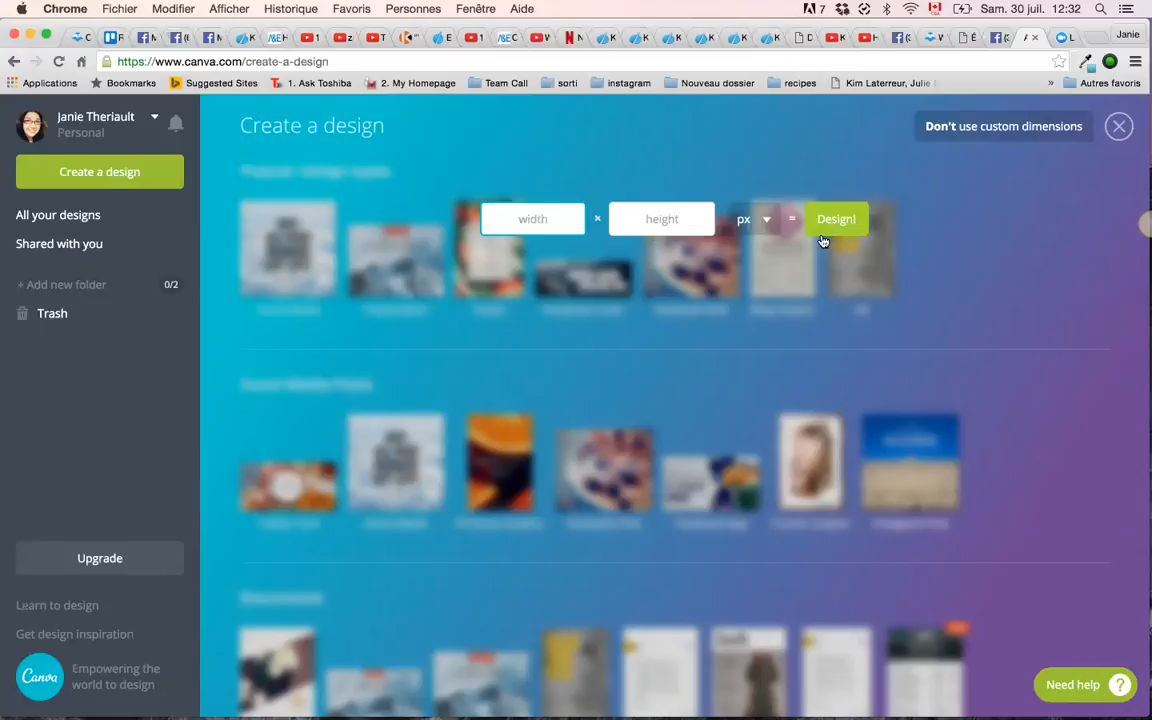 Chrome Fichier Modifier Afficher Historique Favoris Personnes Fenêtre Aide 7 Sam. 30 juil. 12:32
Janie
https://www.canva.com/create-a-design
Applications Bookmarks Suggested Sites 1. Ask Toshiba 2. My Homepage Team Call sorti instagram Nouveau dossier recipes Kim Laterreur, Julie » Autres favoris
Janie Theriault
Personal
Create a design
Don't use custom dimensions
Create a design
width × height px = Design!
All your designs
Shared with you
+ Add new folder 0/2
Trash
Upgrade
Learn to design
Get design inspiration
Canva
Empowering the
world to design
Need help ?